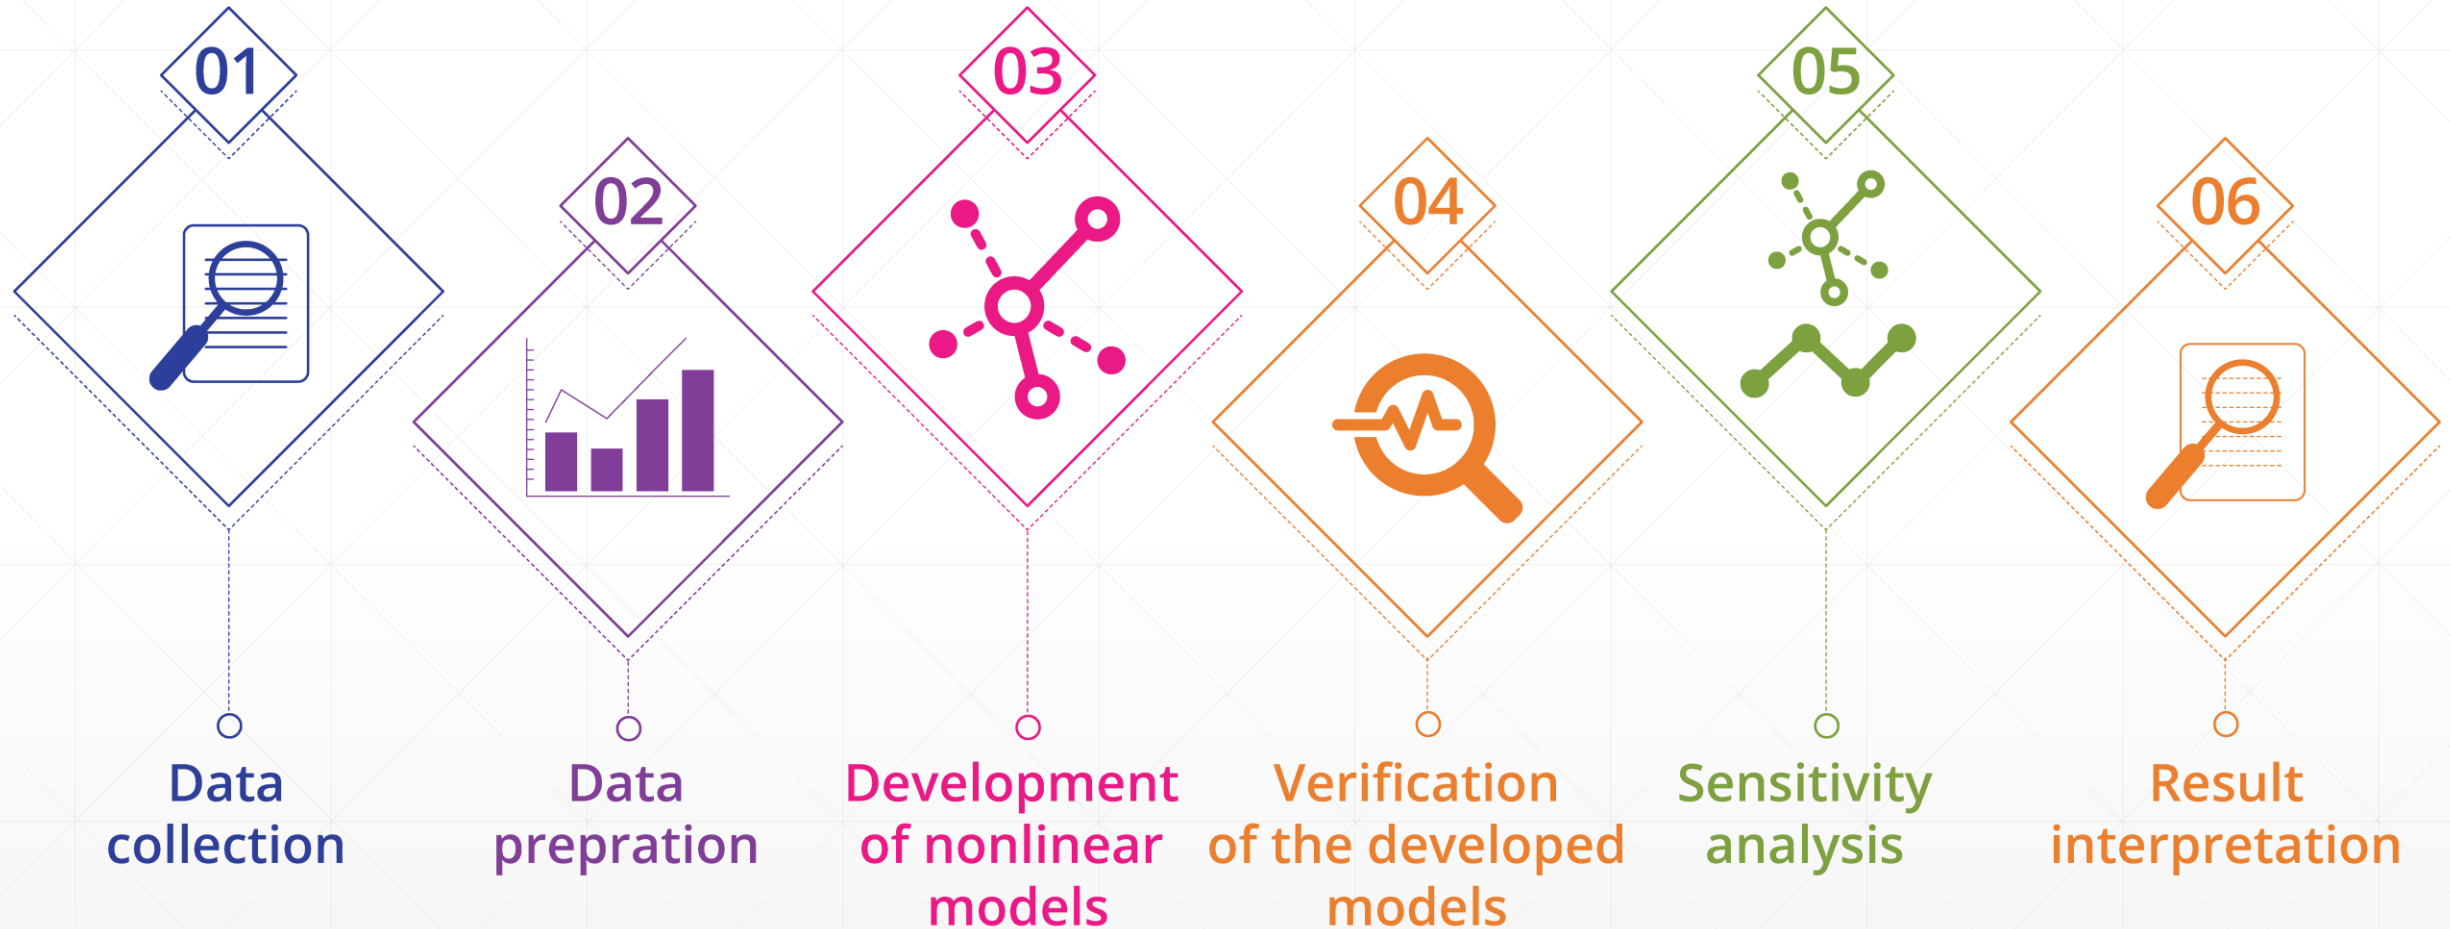 01
Data
collection
02
Data
prepration
03
Development
of nonlinear
models
04
Verification
of the developed
models
05
Sensitivity
analysis
06
Result
interpretation